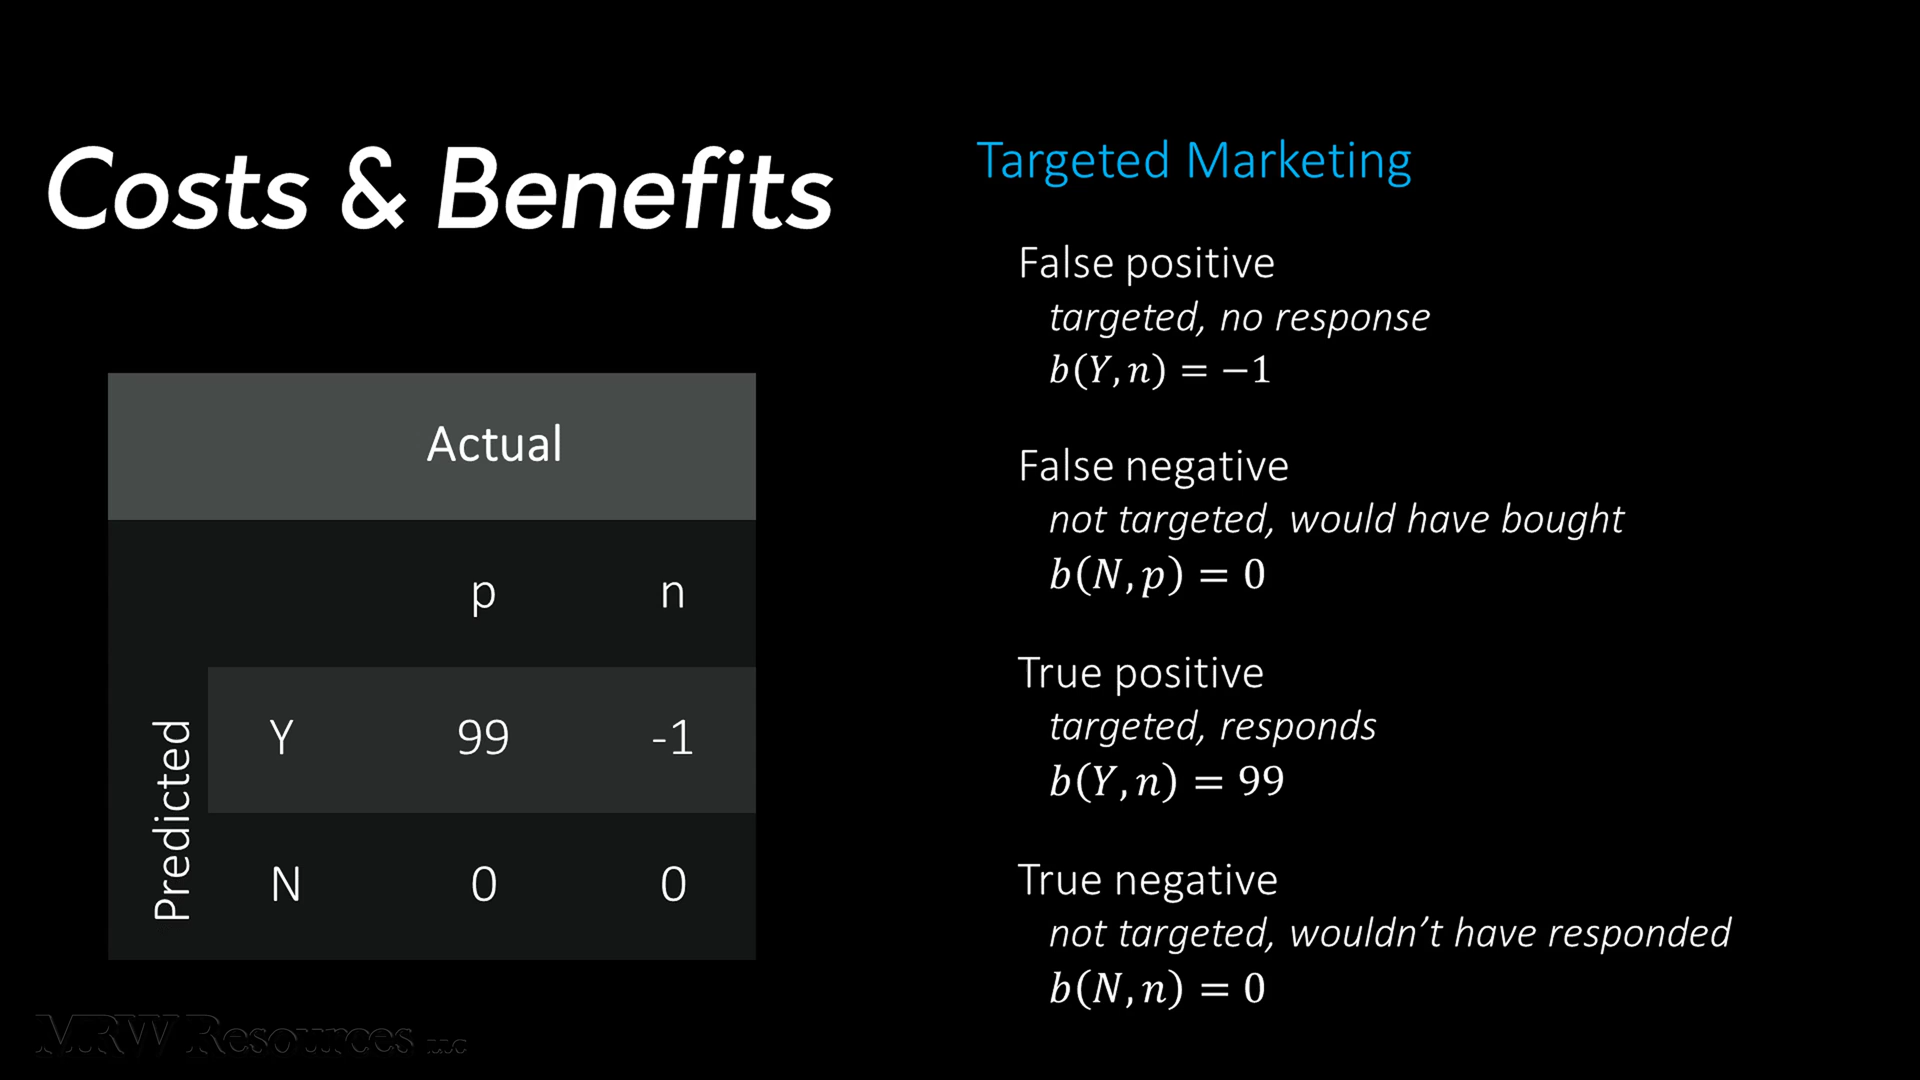 Costs & Benefits
Actual
p n
Predicted
Y 99 -1
N 0 0
Targeted Marketing
False positive
targeted, no response
b(Y,n) = −1
False negative
not targeted, would have bought
b(N,p) = 0
True positive
targeted, responds
b(Y,n) = 99
True negative
not targeted, wouldn’t have responded
b(N,n) = 0
MRW Resources LLC